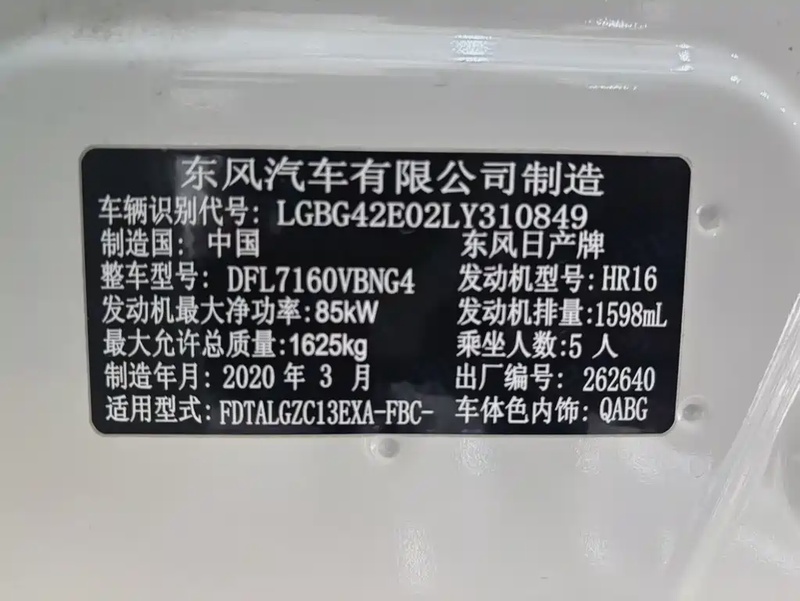 东风汽车有限公司制造
车辆识别代号: LGBG42E02LY310849
制造国: 中国 东风日产牌
整车型号: DFL7160VBNG4 发动机型号: HR16
发动机最大净功率: 85kW 发动机排量: 1598mL
最大允许总质量: 1625kg 乘坐人数: 5 人
制造年月: 2020 年 3 月 出厂编号: 262640
适用型式: FDTALGZC13EXA-FBC- 车体色内饰: QABG